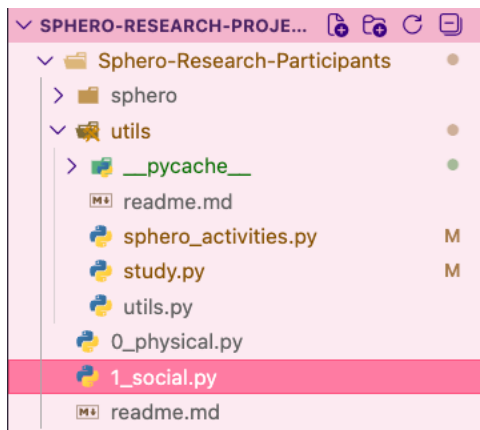 SPHERO-RESEARCH-PROJE...
Sphero-Research-Participants
sphero
utils
__pycache__
readme.md
sphero_activities.py M
study.py M
utils.py
0_physical.py
1_social.py
readme.md